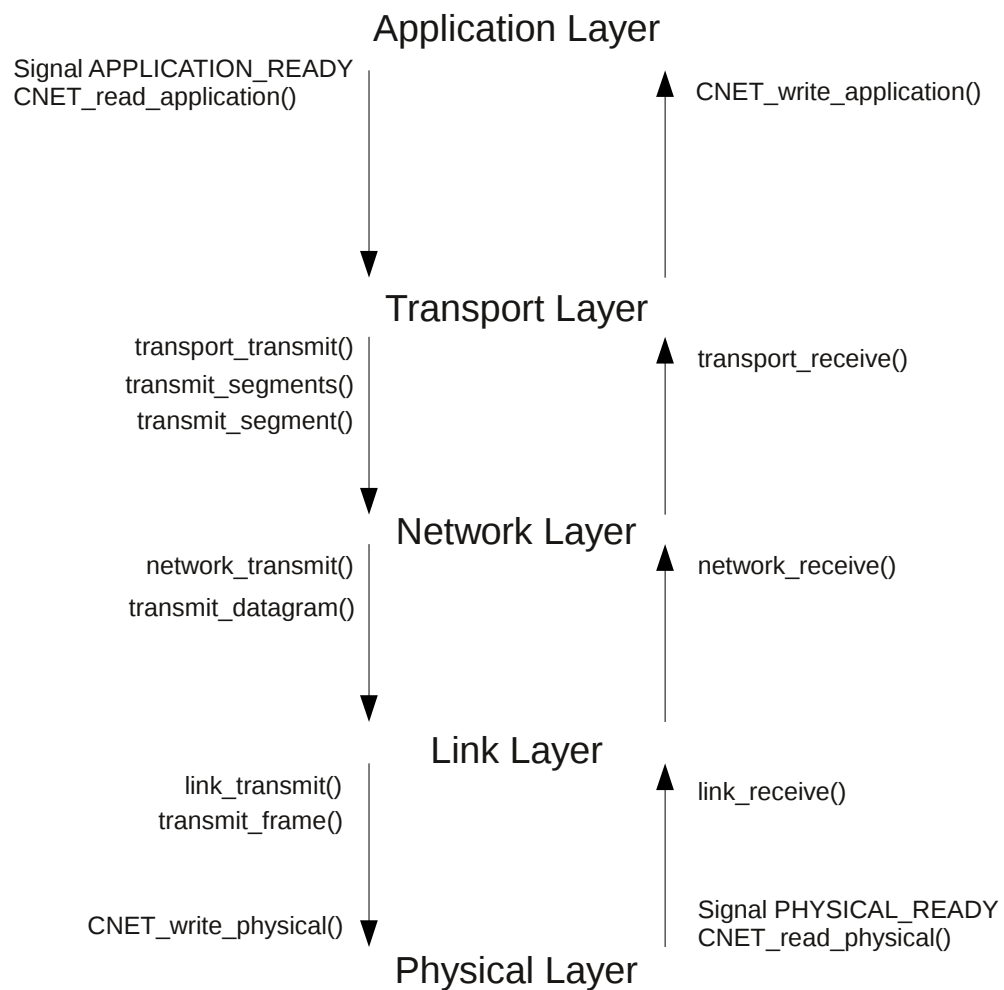 Application Layer
Signal APPLICATION_READY
CNET_read_application()
CNET_write_application()
Transport Layer
transport_transmit()
transport_receive()
transmit_segments()
transmit_segment()
Network Layer
network_transmit()
network_receive()
transmit_datagram()
Link Layer
link_transmit()
link_receive()
transmit_frame()
CNET_write_physical()
Signal PHYSICAL_READY
CNET_read_physical()
Physical Layer